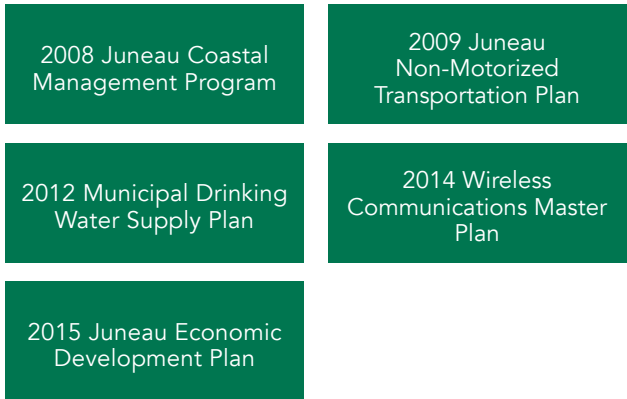 2008 Juneau Coastal
Management Program
2009 Juneau
Non-Motorized
Transportation Plan
2012 Municipal Drinking
Water Supply Plan
2014 Wireless
Communications Master
Plan
2015 Juneau Economic
Development Plan